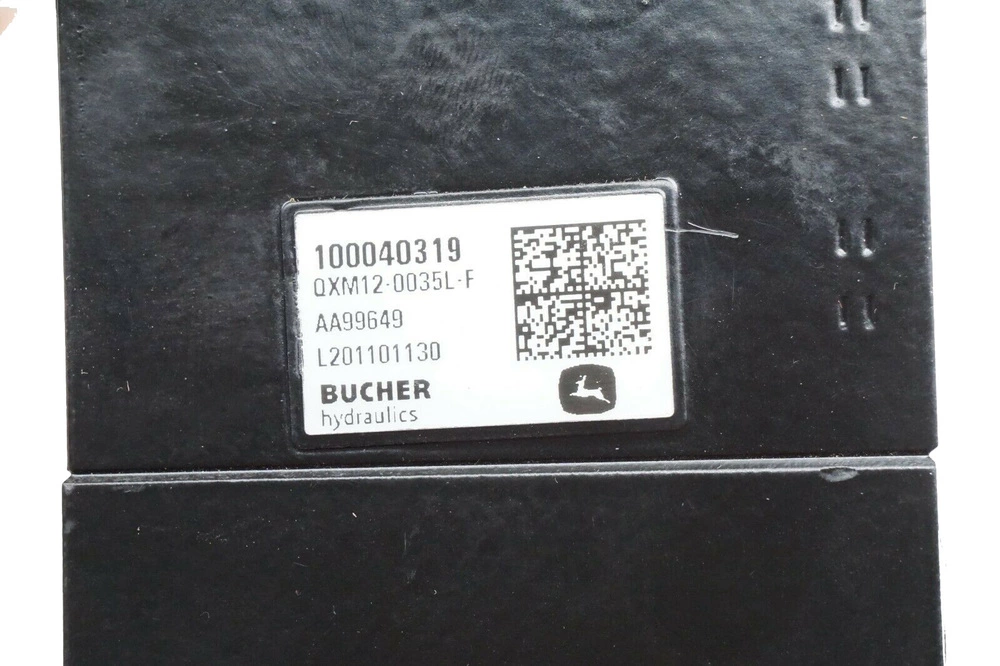 100040319
QXM12-0035L-F
AA99649
L201101130
BUCHER
hydraulics